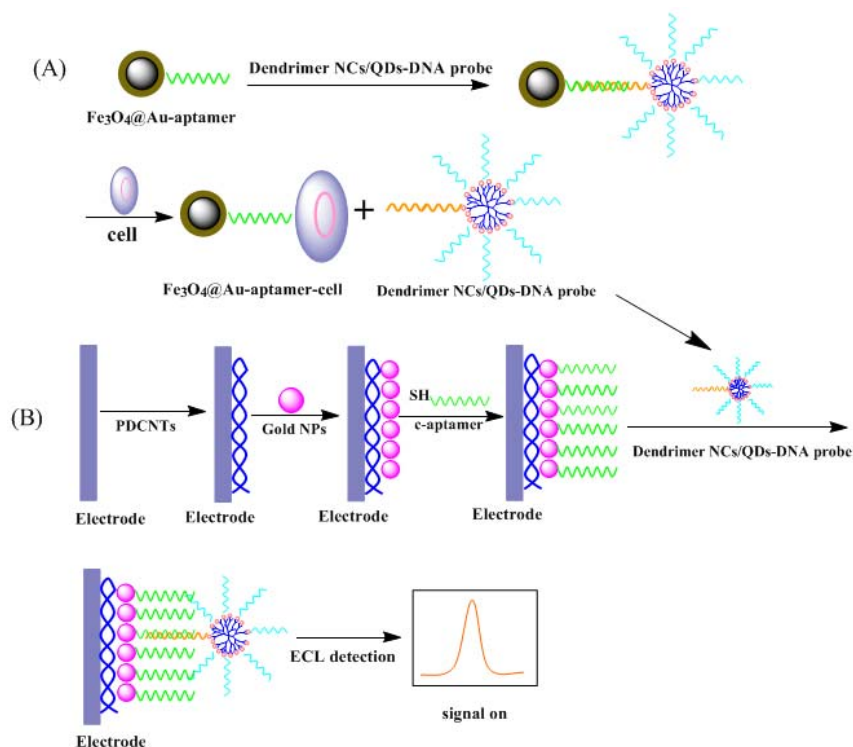 (A)
Dendrimer NCs/QDs-DNA probe
Fe₃O₄@Au-aptamer
cell
+
Fe₃O₄@Au-aptamer-cell
Dendrimer NCs/QDs-DNA probe
(B)
PDCNTs
Gold NPs
SH
c-aptamer
Dendrimer NCs/QDs-DNA probe
Electrode
Electrode
Electrode
Electrode
ECL detection
signal on
Electrode